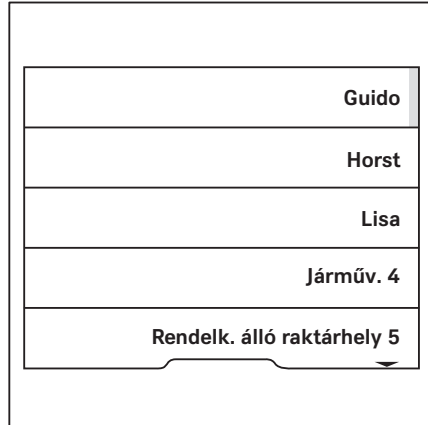 Guido
Horst
Lisa
Járműv. 4
Rendelk. álló raktárhely 5